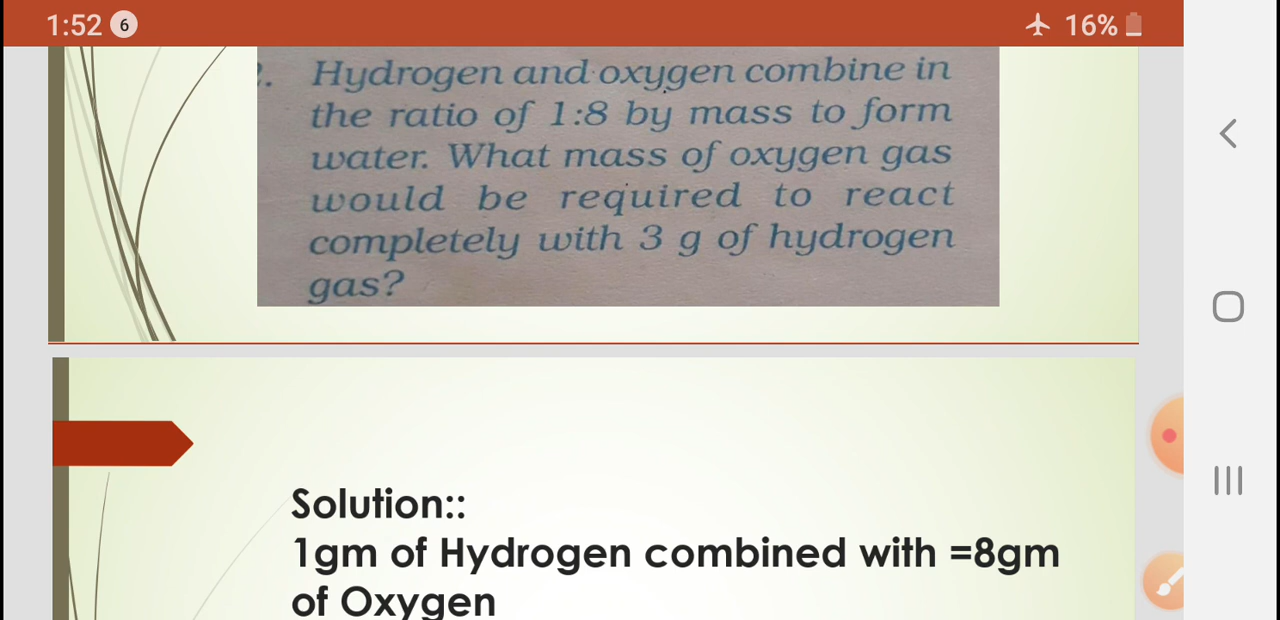 1:52 6 16%
2. Hydrogen and oxygen combine in
the ratio of 1:8 by mass to form
water. What mass of oxygen gas
would be required to react
completely with 3 g of hydrogen
gas?
Solution::
1gm of Hydrogen combined with =8gm
of Oxygen